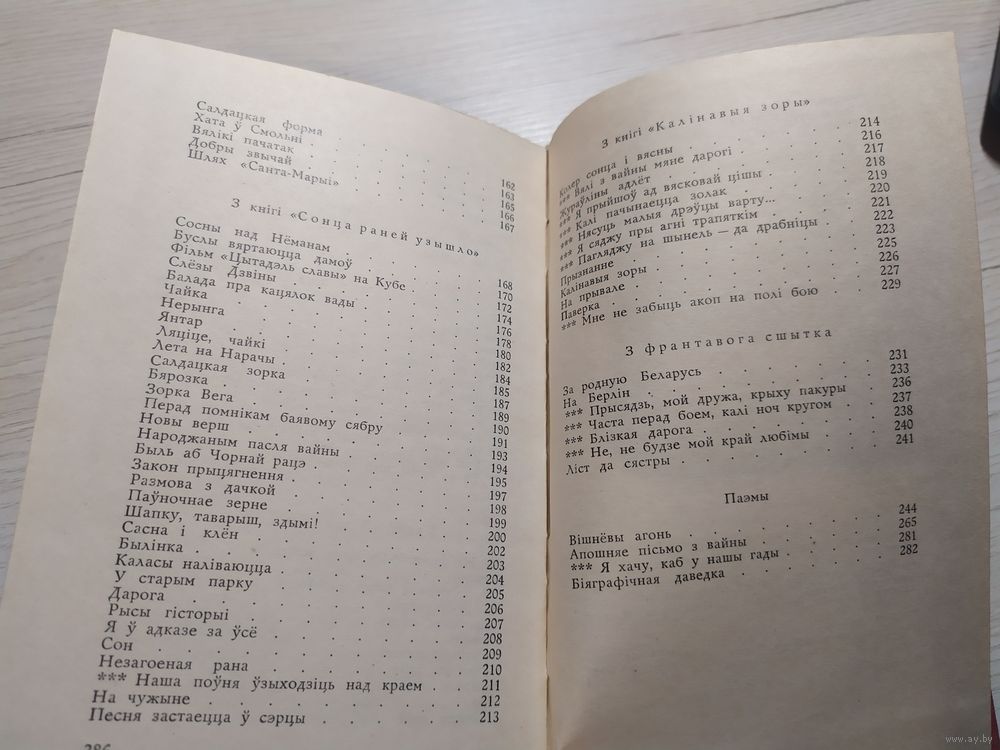 Салдацкая форма . . . . . 162
Хата ў Смольні . . . . . 163
Вялікі пачатак . . . . . 165
Добры звычай . . . . . 166
Шлях «Санта-Марыі» . . . . . 167
З кнігі «Сонца раней узышло»
Сосны над Нёманам . . . . . 168
Буслы вяртаюцца дамоў . . . . . 170
Фільм «Цытадэль славы» на Кубе . . . . . 172
Слёзы Дзвіны . . . . . 174
Балада пра кацялок вады . . . . . 176
Чайка . . . . . 178
Нерынга . . . . . 180
Янтар . . . . . 182
Ляціце, чайкі . . . . . 184
Лета на Нарачы . . . . . 185
Салдацкая зорка . . . . . 187
Бярозка . . . . . 189
Зорка Вега . . . . . 190
Перад помнікам баявому сябру . . . . . 191
Новы верш . . . . . 193
Народжаным пасля вайны . . . . . 194
Быль аб Чорнай рацэ . . . . . 195
Закон прыцягнення . . . . . 197
Размова з дачкой . . . . . 198
Паўночнае зерне . . . . . 199
Шапку, таварыш, здымі! . . . . . 200
Сасна і клён . . . . . 202
Былінка . . . . . 203
Каласы наліваюцца . . . . . 204
У старым парку . . . . . 205
Дарога . . . . . 206
Рысы гісторыі . . . . . 207
Я ў адказе за ўсё . . . . . 208
Сон . . . . . 209
Незагоеная рана . . . . . 210
*** Наша поўня ўзыходзіць над краем . . 211
На чужыне . . . . . 212
Песня застаецца ў сэрцы . . . . . 213
286
З кнігі «Калінавыя зоры»
Колер сонца і вясны . . . . . 214
*** Вялі з вайны мяне дарогі . . . . . 216
Жураўліны адлёт . . . . . 217
*** Я прыйшоў ад вясковай цішы . . . . . 218
*** Калі пачынаецца золак . . . . . 219
*** Нясуць малыя дрэўцы варту... . . . . . 220
*** Я сяджу пры агні трапяткім . . . . . 221
*** Пагляджу на шынель — да драбніцы . . 222
Прызнанне . . . . . 223
Калінавыя зоры . . . . . 225
На прывале . . . . . 226
Паверка . . . . . 227
*** Мне не забыць акоп на полі бою . . . 229
З франтавога сшытка
За родную Беларусь . . . . . 231
На Берлін . . . . . 233
*** Прысядзь, мой дружа, крыху пакуры . . 236
*** Часта перад боем, калі ноч кругом . . 237
*** Блізкая дарога . . . . . 238
*** Не, не будзе мой край любімы . . . . 240
Ліст да сястры . . . . . 241
Паэмы
Вішнёвы агонь . . . . . 244
Апошняе пісьмо з вайны . . . . . 265
*** Я хачу, каб у нашы гады . . . . . 281
Біяграфічная даведка . . . . . 282
www.ay.by